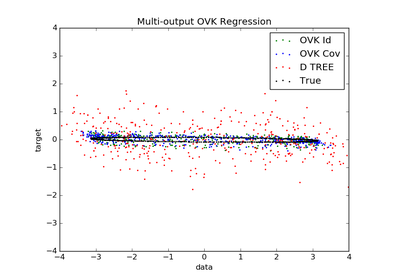 Multi-output OVK Regression
4
3
2
1
0
−1
−2
−3
−4
target
OVK Id
OVK Cov
D TREE
True
−4 −3 −2 −1 0 1 2 3 4
data